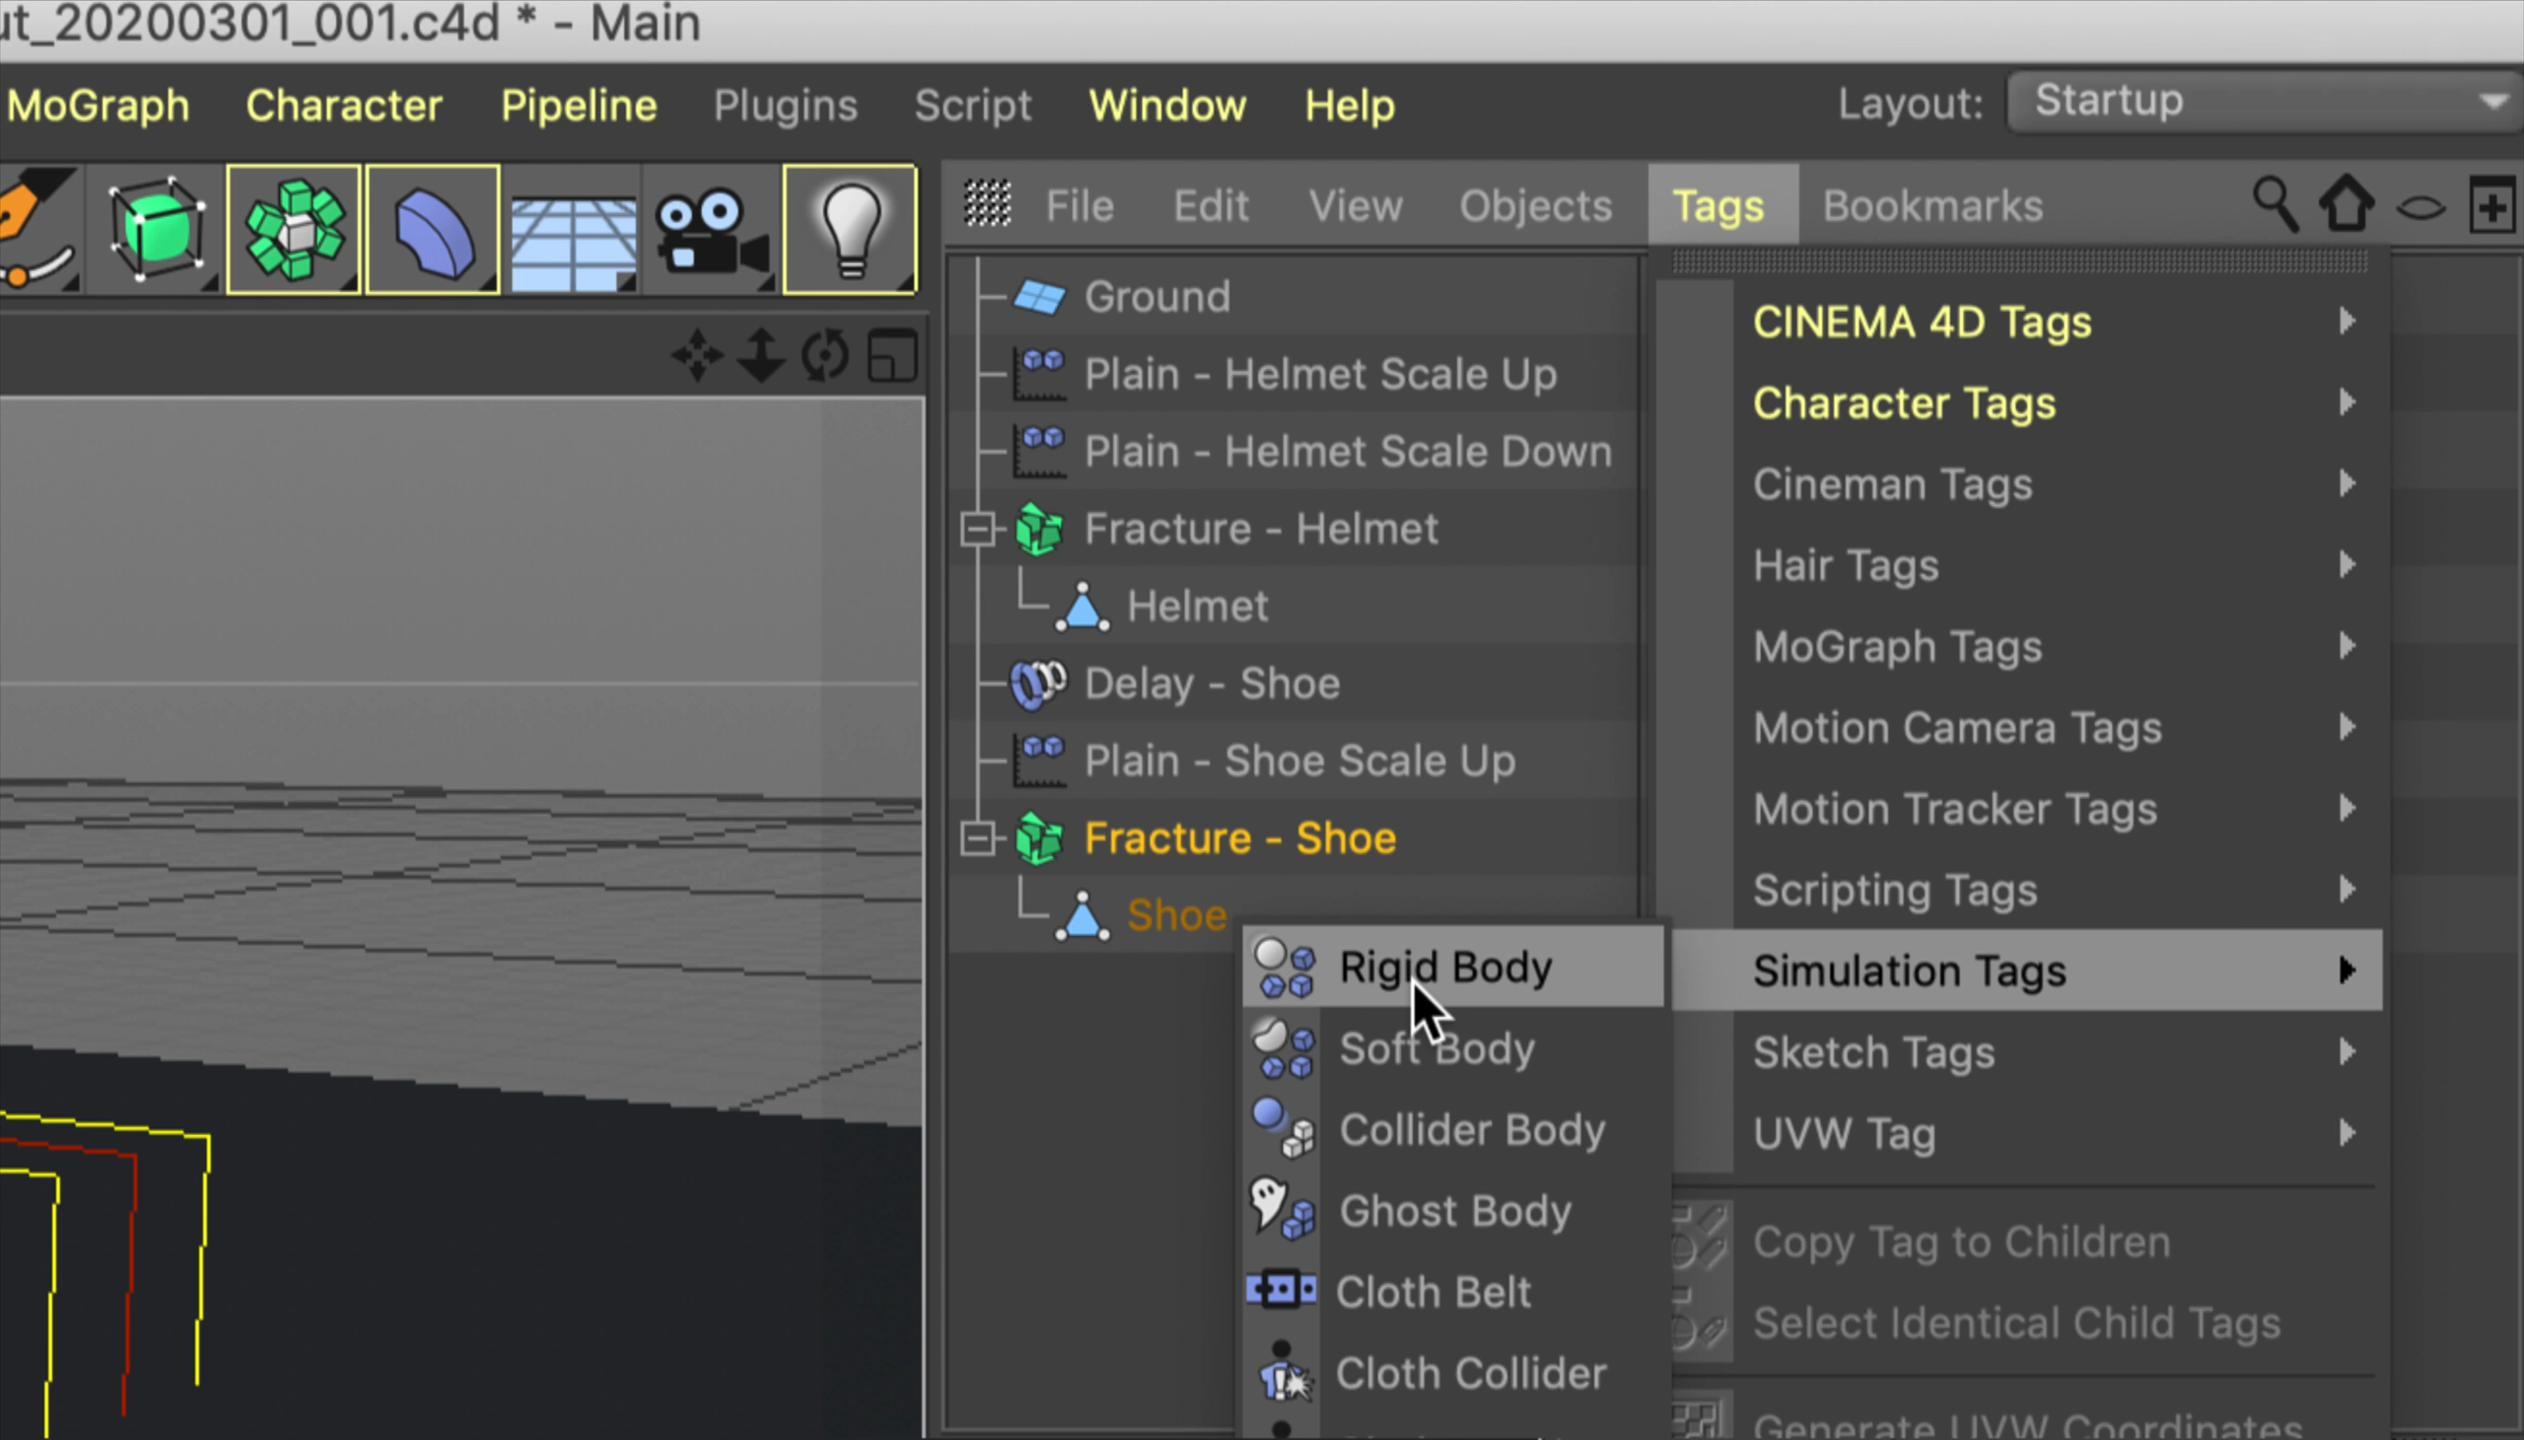 ut_20200301_001.c4d * - Main
MoGraph Character Pipeline Plugins Script Window Help Layout: Startup
File Edit View Objects Tags Bookmarks
Ground
Plain - Helmet Scale Up
Plain - Helmet Scale Down
Fracture - Helmet
Helmet
Delay - Shoe
Plain - Shoe Scale Up
Fracture - Shoe
Shoe
CINEMA 4D Tags
Character Tags
Cineman Tags
Hair Tags
MoGraph Tags
Motion Camera Tags
Motion Tracker Tags
Scripting Tags
Simulation Tags
Sketch Tags
UVW Tag
Copy Tag to Children
Select Identical Child Tags
Generate UVW Coordinates
Rigid Body
Soft Body
Collider Body
Ghost Body
Cloth Belt
Cloth Collider